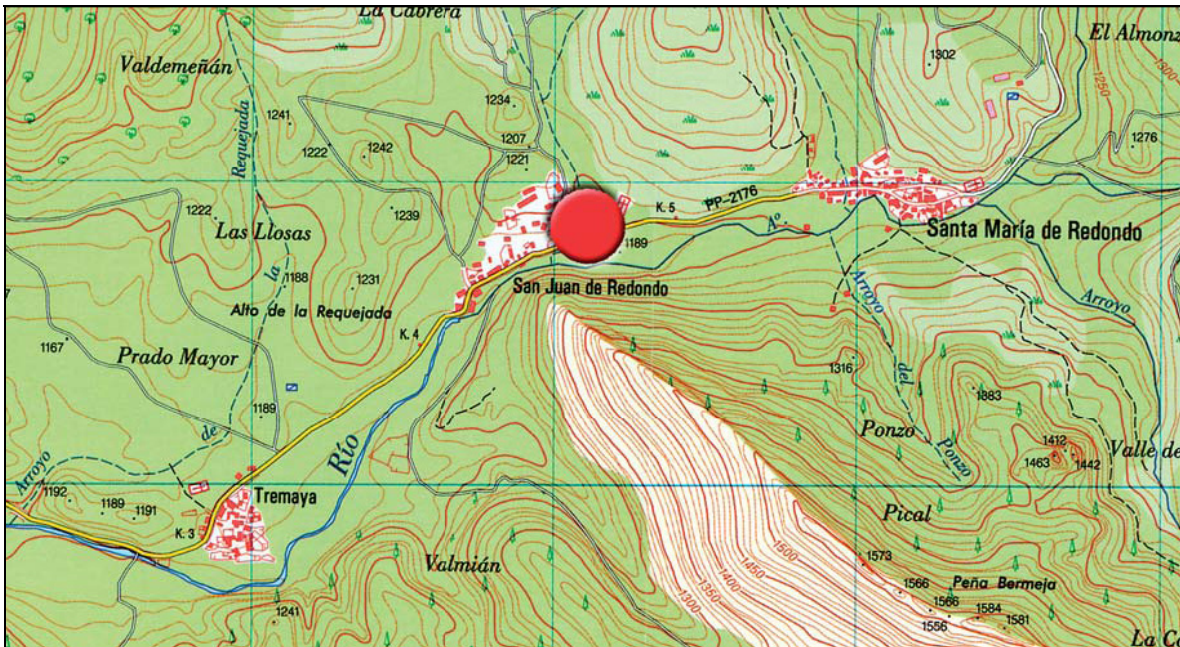 La Cabrera
El Almonz
Valdemeñán
1302
1250
1300
1234
1241
1207
1276
Requejada
1222
1242
1221
1239
PP-2176
K. 5
1222
Aº.
Santa María de Redondo
Las Llosas
1189
la
1188
1231
San Juan de Redondo
Arroyo
Arroyo
Alto de la Requejada
K. 4
1167
Prado Mayor
1316
del
1383
1189
de
Río
Ponzo
Ponzo
1412
Valle de
1463
1442
Arroyo
1192
Tremaya
1189
1191
Pical
K. 3
1500
1573
1450
Valmián
1400
1350
1300
1566
Peña Bermeja
1241
1566
1584
1556
1581
La Co